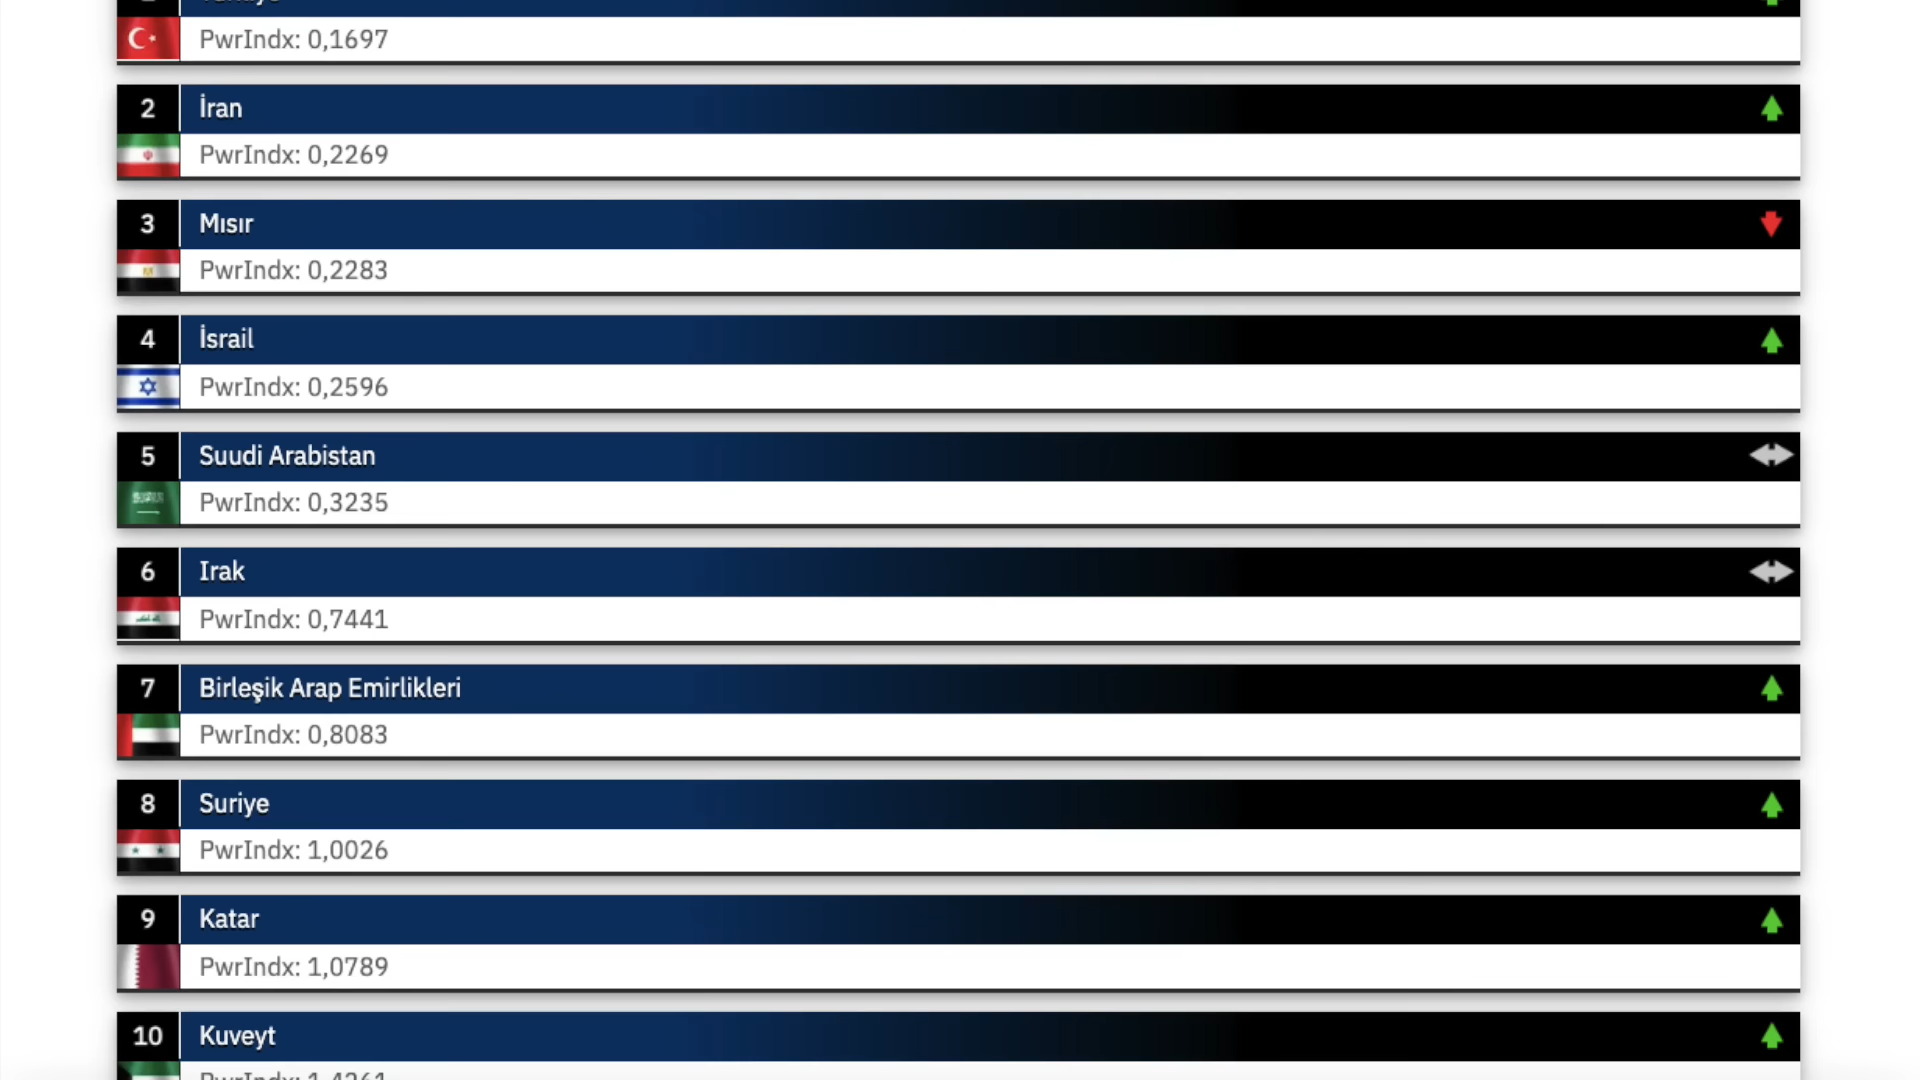 PwrIndx: 0,1697
2
İran
PwrIndx: 0,2269
3
Mısır
PwrIndx: 0,2283
4
İsrail
PwrIndx: 0,2596
5
Suudi Arabistan
PwrIndx: 0,3235
6
Irak
PwrIndx: 0,7441
7
Birleşik Arap Emirlikleri
PwrIndx: 0,8083
8
Suriye
PwrIndx: 1,0026
9
Katar
PwrIndx: 1,0789
10
Kuveyt